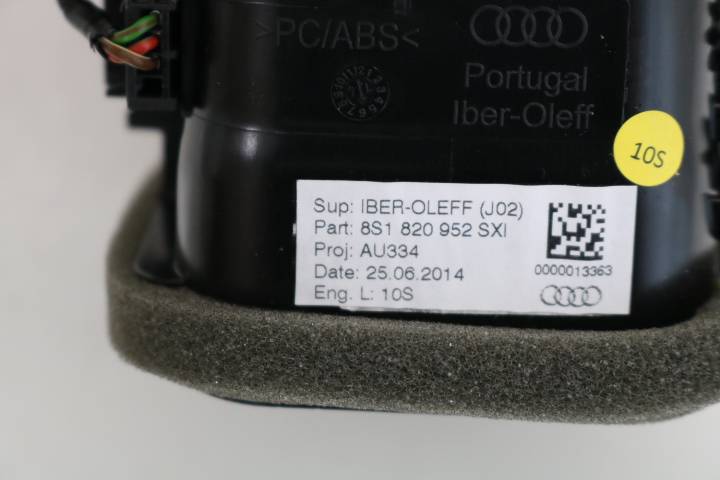 >PC/ABS<
Portugal
Iber-Oleff
10S
Sup: IBER-OLEFF (J02)
Part: 8S1 820 952 SXI
Proj: AU334
Date: 25.06.2014
Eng. L: 10S
0000013363